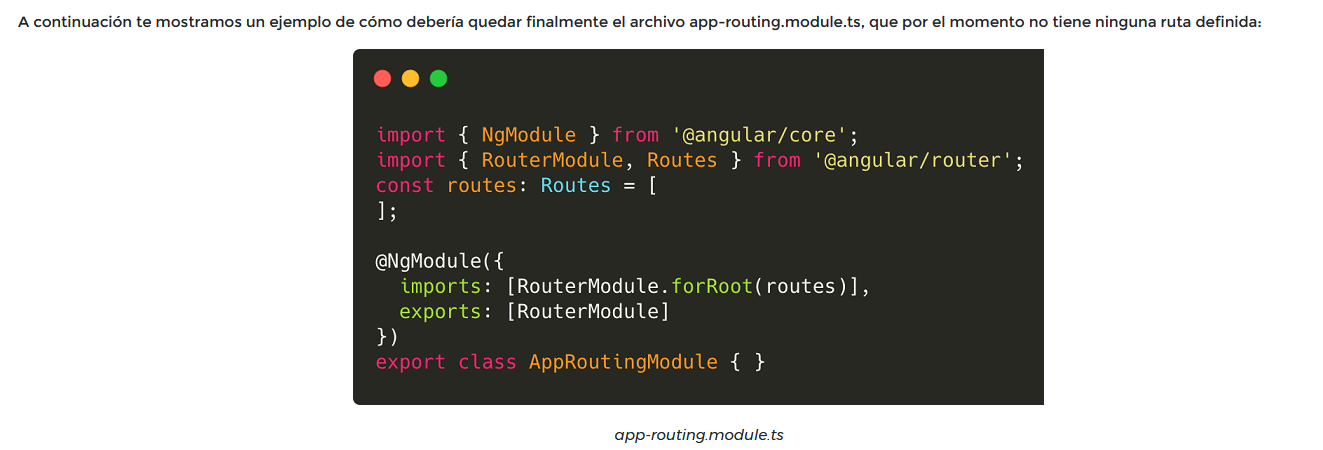 A continuación te mostramos un ejemplo de cómo debería quedar finalmente el archivo app-routing.module.ts, que por el momento no tiene ninguna ruta definida:
import { NgModule } from '@angular/core';
import { RouterModule, Routes } from '@angular/router';
const routes: Routes = [
];
@NgModule({
  imports: [RouterModule.forRoot(routes)],
  exports: [RouterModule]
})
export class AppRoutingModule { }
app-routing.module.ts